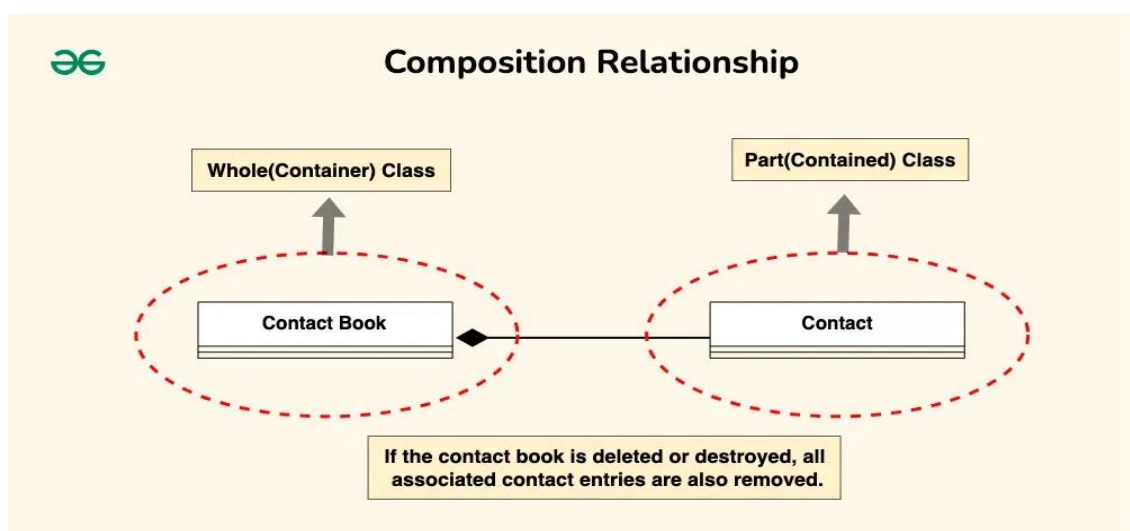 Composition Relationship
Whole(Container) Class
Part(Contained) Class
Contact Book
Contact
If the contact book is deleted or destroyed, all
associated contact entries are also removed.